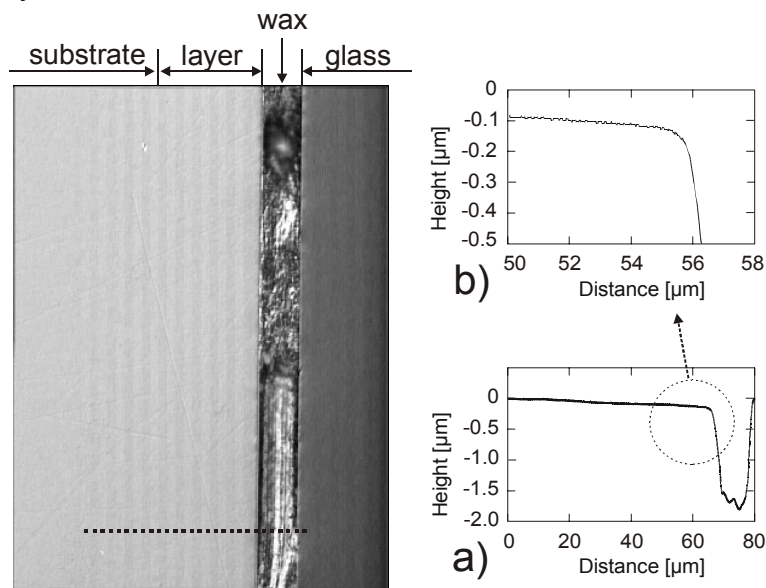 wax
substrate
layer
glass
0
-0.1
-0.2
-0.3
-0.4
-0.5
Height [µm]
50
52
54
56
58
Distance [µm]
b)
0
-0.5
-1.0
-1.5
-2.0
Height [µm]
0
20
40
60
80
Distance [µm]
a)